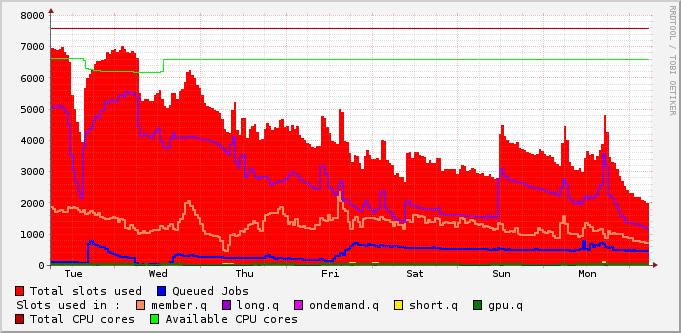 RRDTOOL / TOBI OETIKER
8000
7000
6000
5000
4000
3000
2000
1000
0
Tue Wed Thu Fri Sat Sun Mon
Total slots used Queued Jobs
Slots used in : member.q long.q ondemand.q short.q gpu.q
Total CPU cores Available CPU cores